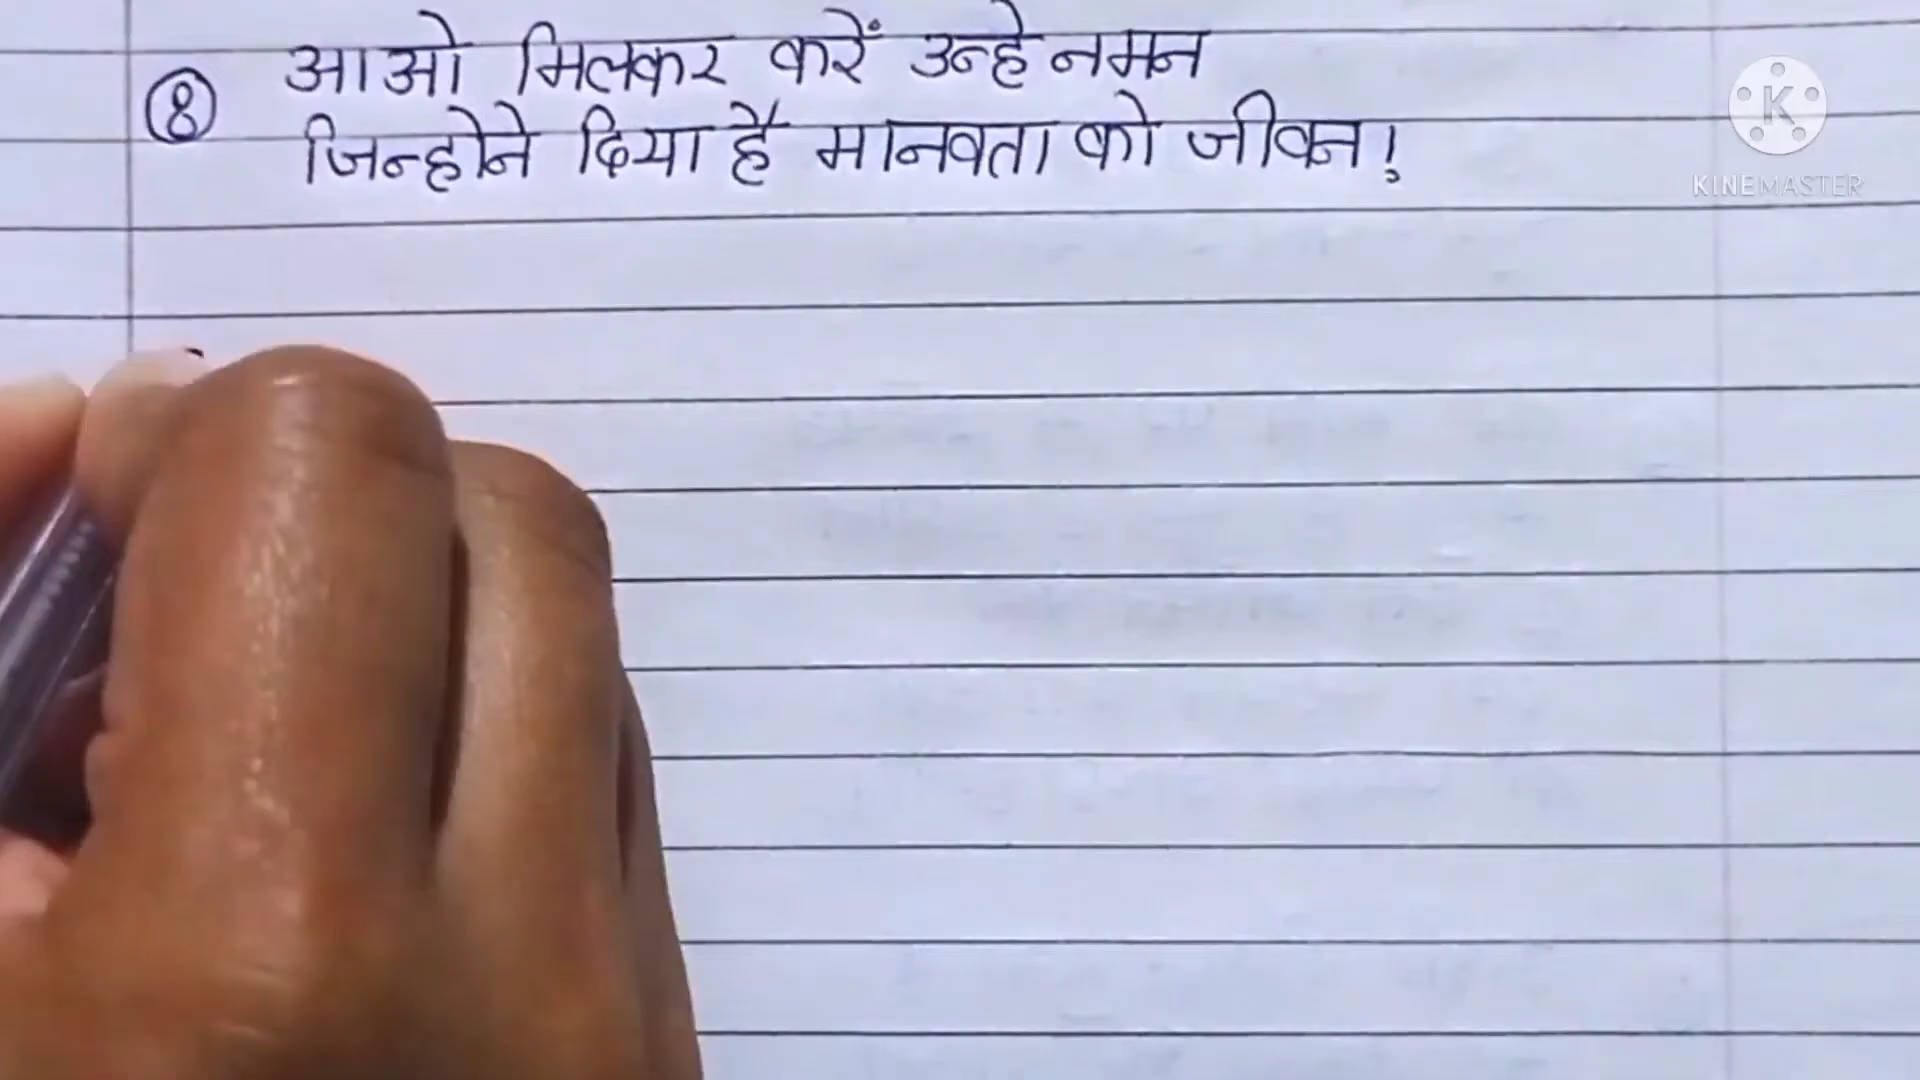 ⑧ आओ मिलकर करें उन्हे नमन
जिन्होने दिया है मानवता को जीवन!
KINEMASTER